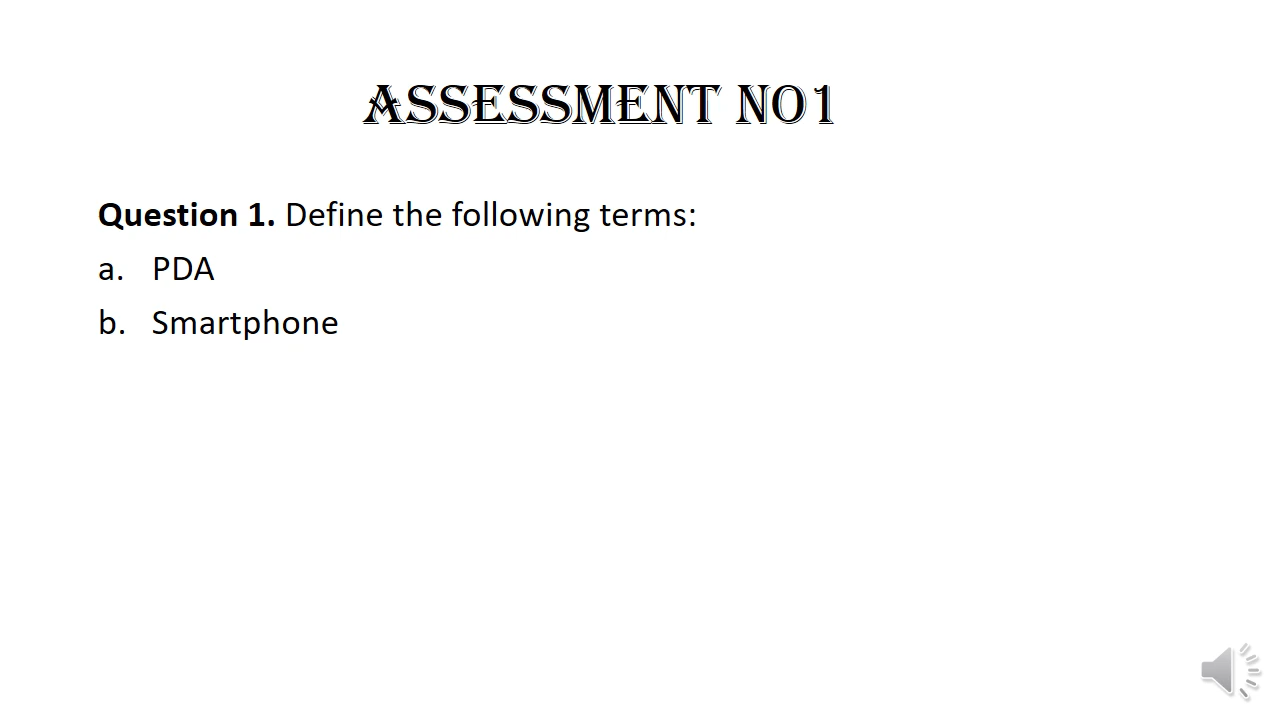 ASSESSMENT NO1
Question 1. Define the following terms:
a. PDA
b. Smartphone